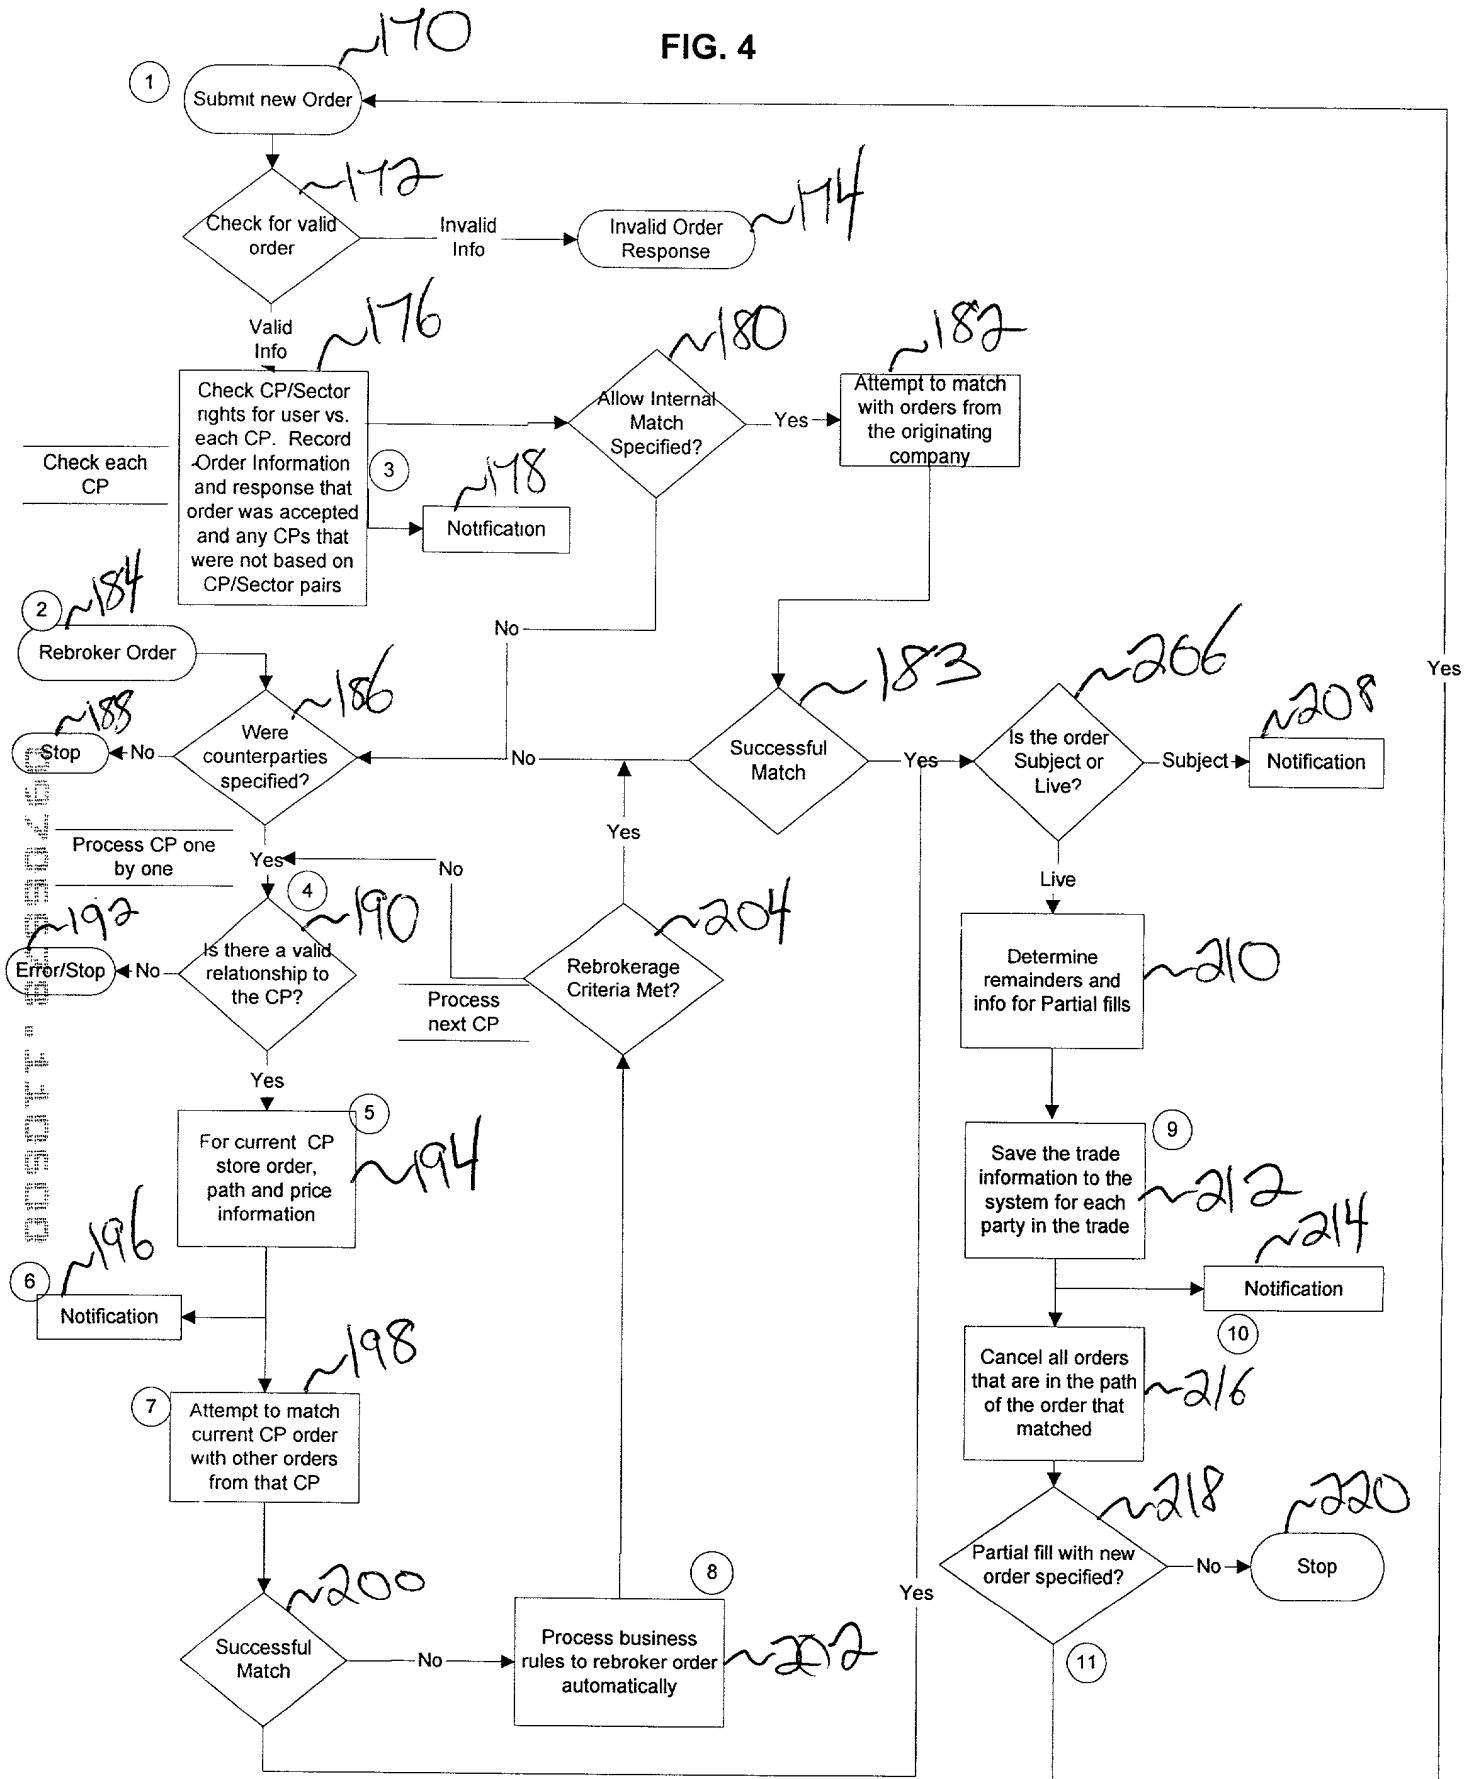 FIG. 4
~170
1
Submit new Order
~172
Check for valid
order
Invalid
Info
Invalid Order
Response
~174
Valid
Info
~176
Check CP/Sector
rights for user vs.
each CP. Record
Order Information
and response that
order was accepted
and any CPs that
were not based on
CP/Sector pairs
Check each
CP
3
~178
Notification
~180
Allow Internal
Match
Specified?
Yes
~182
Attempt to match
with orders from
the originating
company
No
2
~184
Rebroker Order
~186
Were
counterparties
specified?
~188
Stop
No
No
~183
Successful
Match
Yes
~206
Is the order
Subject or
Live?
Subject
~208
Notification
Yes
Process CP one
by one
Yes
No
Yes
Live
4
~190
Is there a valid
relationship to
the CP?
~192
Error/Stop
No
~204
Rebrokerage
Criteria Met?
Process
next CP
Determine
remainders and
info for Partial fills
~210
Yes
5
For current CP
store order,
path and price
information
~194
9
Save the trade
information to the
system for each
party in the trade
~212
~214
Notification
10
6
~196
Notification
~198
7
Attempt to match
current CP order
with other orders
from that CP
Cancel all orders
that are in the path
of the order that
matched
~216
~218
Partial fill with new
order specified?
No
~220
Stop
11
~200
Successful
Match
No
8
Process business
rules to rebroker order
automatically
~202
Yes